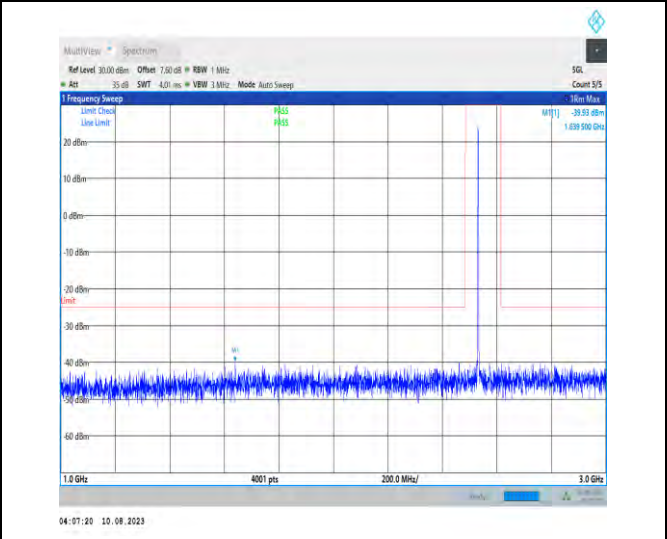 MultiView Spectrum
Ref Level 30.00 dBm Offset 7.60 dB RBW 1 MHz SGL
Att 35 dB SWT 4.01 ms VBW 3 MHz Mode Auto Sweep Count 5/5
1 Frequency Sweep 1Rm Max
Limit Check PASS M1[1] -39.93 dBm
Line Limit PASS 1.639 500 GHz
20 dBm
10 dBm
0 dBm
-10 dBm
-20 dBm
Limit
-30 dBm
M1
-40 dBm
-50 dBm
-60 dBm
1.0 GHz 4001 pts 200.0 MHz/ 3.0 GHz
Ready
04:07:20 10.08.2023